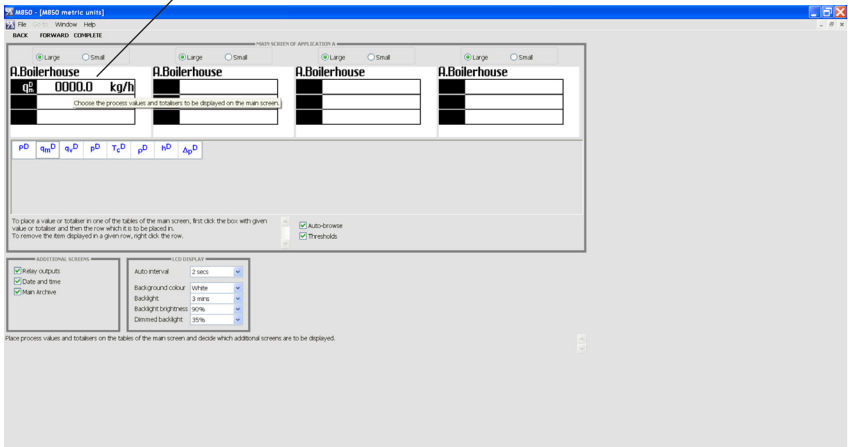 M850 - [M850 metric units]
File Go to Window Help
BACK FORWARD COMPLETE
MAIN SCREEN OF APPLICATION A
Large Small Large Small Large Small Large Small
A.Boilerhouse A.Boilerhouse A.Boilerhouse A.Boilerhouse
qmD 0000.0 kg/h
Choose the process values and totalisers to be displayed on the main screen.
PD qmD qvD pD TcD ρD hD ΔpD
To place a value or totaliser in one of the tables of the main screen, first click the box with given
value or totaliser and then the row which it is to be placed in.
To remove the item displayed in a given row, right click the row.
Auto-browse
Thresholds
ADDITIONAL SCREENS
Relay outputs
Date and time
Main Archive
LCD DISPLAY
Auto interval 2 secs
Background colour White
Backlight 3 mins
Backlight brightness 90%
Dimmed backlight 35%
Place process values and totalisers on the tables of the main screen and decide which additional screens are to be displayed.